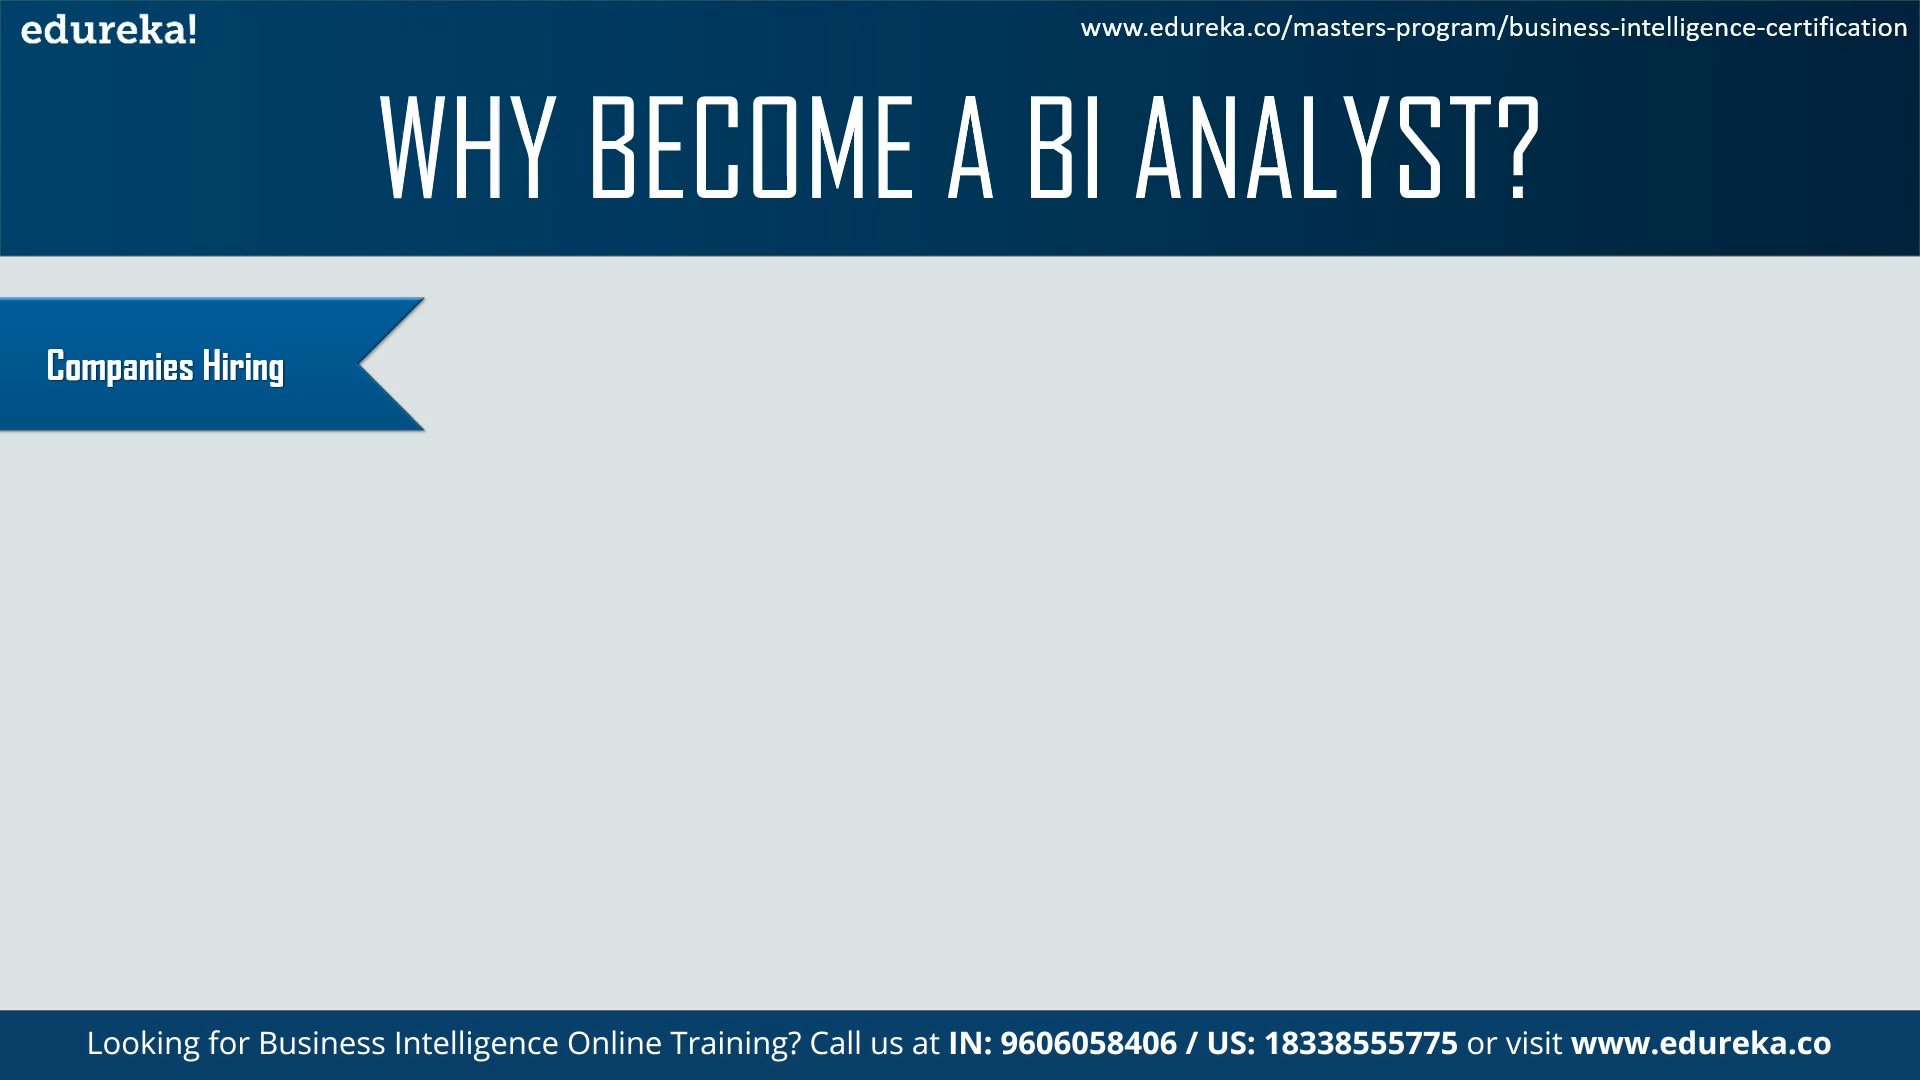 edureka!
www.edureka.co/masters-program/business-intelligence-certification
WHY BECOME A BI ANALYST?
Companies Hiring
Looking for Business Intelligence Online Training? Call us at IN: 9606058406 / US: 18338555775 or visit www.edureka.co